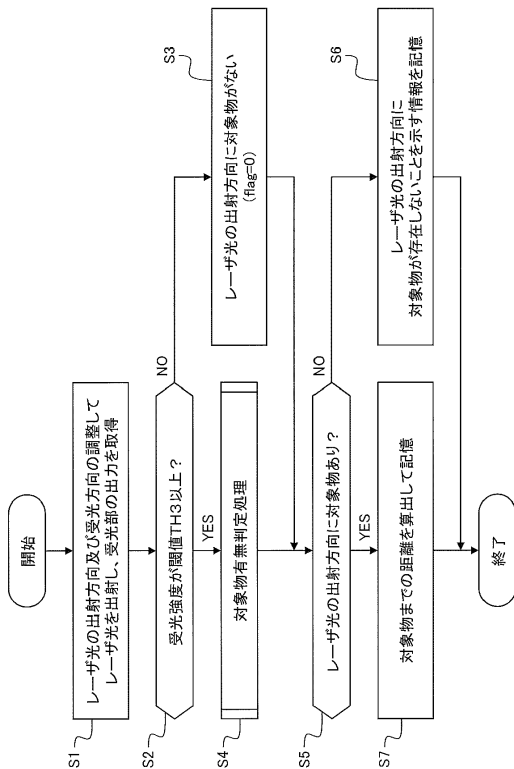 開始
S1
レーザ光の出射方向及び受光方向の調整して
レーザ光を出射し、受光部の出力を取得
S2
受光強度が閾値TH3以上？
NO
YES
S3
レーザ光の出射方向に対象物がない
(flag=0)
S4
対象物有無判定処理
S5
レーザ光の出射方向に対象物あり？
NO
YES
S6
レーザ光の出射方向に
対象物が存在しないことを示す情報を記憶
S7
対象物までの距離を算出して記憶
終了